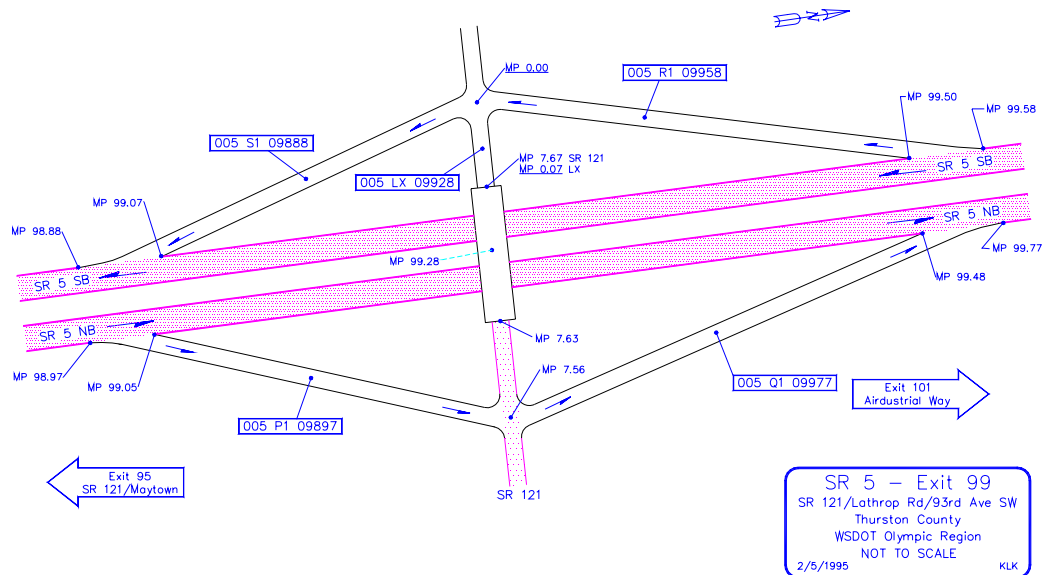 N
MP 0.00
005 R1 09958
MP 99.50
MP 99.58
005 S1 09888
MP 7.67 SR 121
MP 0.07 LX
005 LX 09928
SR 5 SB
MP 99.07
SR 5 NB
MP 98.88
MP 99.28
MP 99.77
MP 99.48
SR 5 SB
SR 5 NB
MP 7.63
MP 98.97
MP 99.05
MP 7.56
005 Q1 09977
Exit 101
Airdustrial Way
005 P1 09897
Exit 95
SR 121/Maytown
SR 121
SR 5 - Exit 99
SR 121/Lathrop Rd/93rd Ave SW
Thurston County
WSDOT Olympic Region
NOT TO SCALE
2/5/1995 KLK